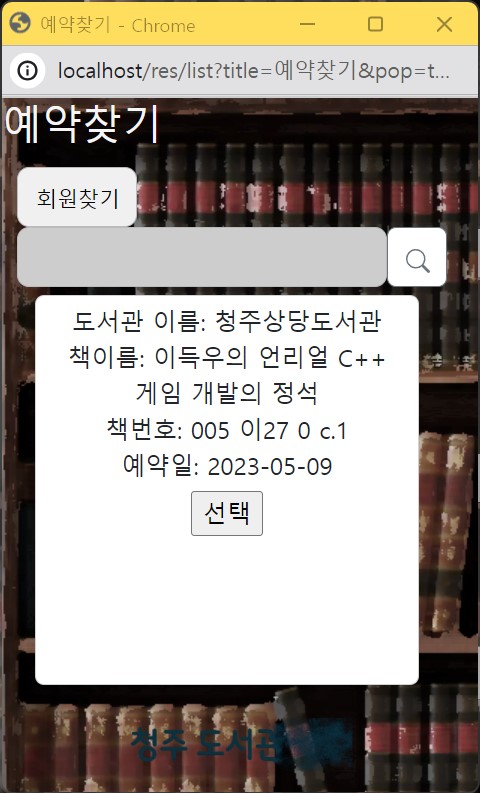 예약찾기 - Chrome
localhost/res/list?title=예약찾기&pop=t...
예약찾기
회원찾기
도서관 이름: 청주상당도서관
책이름: 이득우의 언리얼 C++
게임 개발의 정석
책번호: 005 이27 0 c.1
예약일: 2023-05-09
선택
청주 도서관